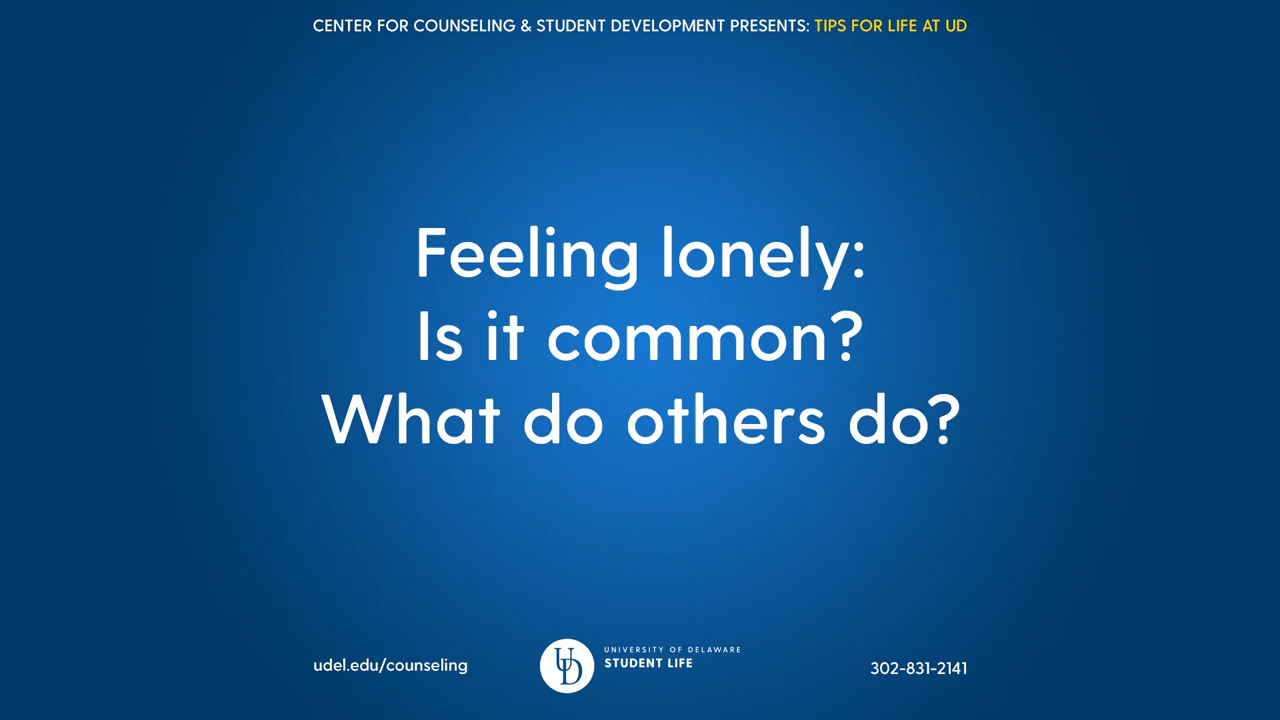 CENTER FOR COUNSELING & STUDENT DEVELOPMENT PRESENTS: TIPS FOR LIFE AT UD
Feeling lonely:
Is it common?
What do others do?
udel.edu/counseling
UD
UNIVERSITY OF DELAWARE
STUDENT LIFE
302-831-2141